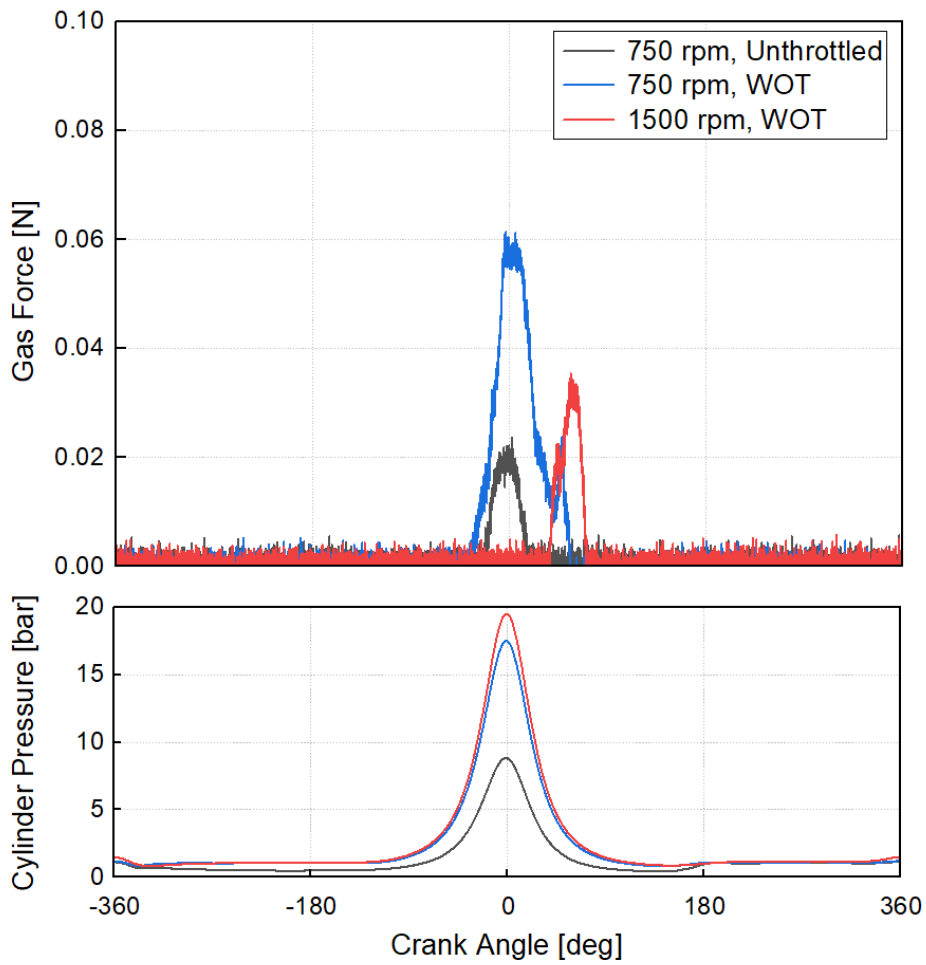 0.10
0.08
0.06
0.04
0.02
0.00
Gas Force [N]
750 rpm, Unthrottled
750 rpm, WOT
1500 rpm, WOT
20
15
10
5
0
Cylinder Pressure [bar]
-360
-180
0
180
360
Crank Angle [deg]